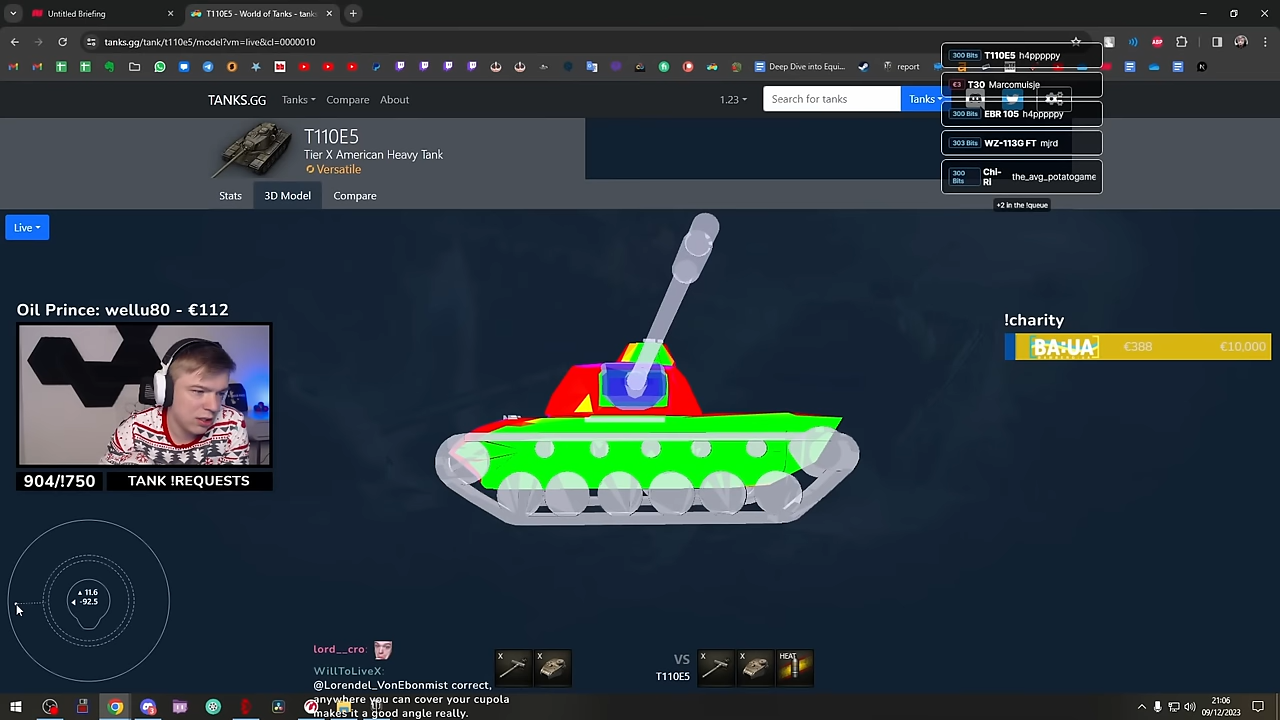 Untitled Briefing
T110E5 - World of Tanks - tanks
tanks.gg/tank/t110e5/model?vm=live&cl=0000010
Deep Dive into Equi...
report
TANKS.GG
Tanks
Compare
About
1.23
Search for tanks
Tanks
300 Bits T110E5 h4pppppy
€3 T30 Marcomuisje
300 Bits EBR 105 h4pppppy
303 Bits WZ-113G FT mjrd
300 Bits Chi-Ri the_avg_potatogame
+2 in the !queue
T110E5
Tier X American Heavy Tank
Versatile
Stats
3D Model
Compare
Live
Oil Prince: wellu80 - €112
904/!750
TANK !REQUESTS
!charity
BA:UA
€388
€10,000
11.6
-92.5
lord__cro:
WillToLiveX:
@Lorendel_VonEbonmist correct,
anywhere you can cover your cupola
makes it a good angle really.
X
X
VS
T110E5
X
X
HEAT
21:06
09/12/2023